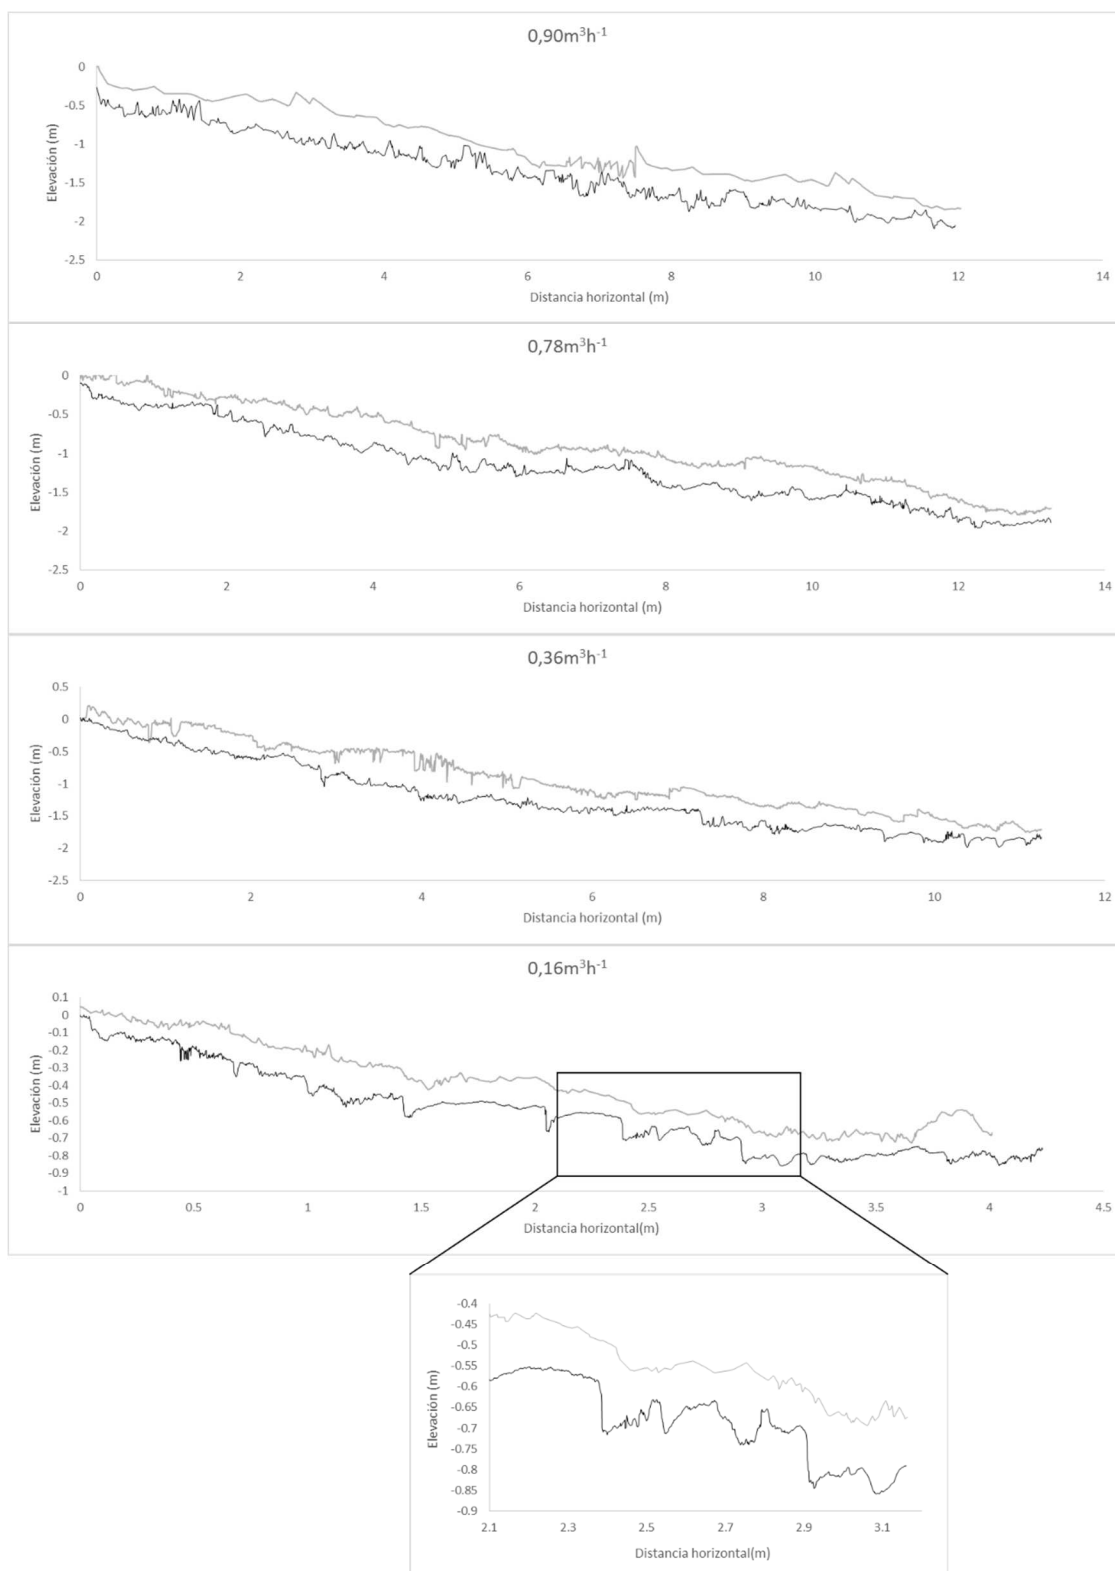 0,90m³h⁻¹
0
-0.5
-1
-1.5
-2
-2.5
Elevación (m)
0 2 4 6 8 10 12 14
Distancia horizontal (m)
0,78m³h⁻¹
0
-0.5
-1
-1.5
-2
-2.5
Elevación (m)
0 2 4 6 8 10 12 14
Distancia horizontal (m)
0,36m³h⁻¹
0.5
0
-0.5
-1
-1.5
-2
-2.5
Elevación (m)
0 2 4 6 8 10 12
Distancia horizontal (m)
0,16m³h⁻¹
0.1
0
-0.1
-0.2
-0.3
-0.4
-0.5
-0.6
-0.7
-0.8
-0.9
-1
Elevación (m)
0 0.5 1 1.5 2 2.5 3 3.5 4 4.5
Distancia horizontal(m)
-0.4
-0.45
-0.5
-0.55
-0.6
-0.65
-0.7
-0.75
-0.8
-0.85
-0.9
Elevación (m)
2.1 2.3 2.5 2.7 2.9 3.1
Distancia horizontal(m)